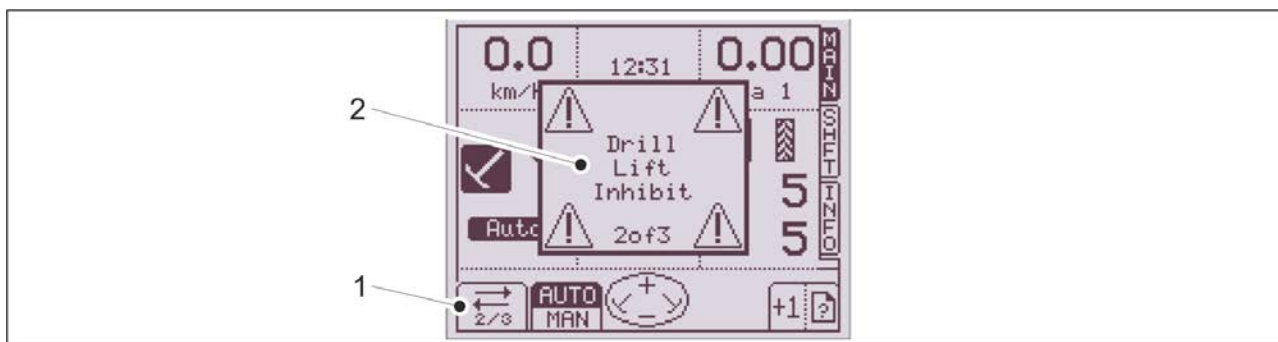 0.0
12:31
0.00
km/
a 1
MAIN
SHFT
INFO
2
Drill
Lift
Inhibit
2of3
5
5
Auto
1
2/3
AUTO
MAN
+
-
+1
?